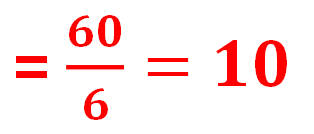 = 60/6 = 10